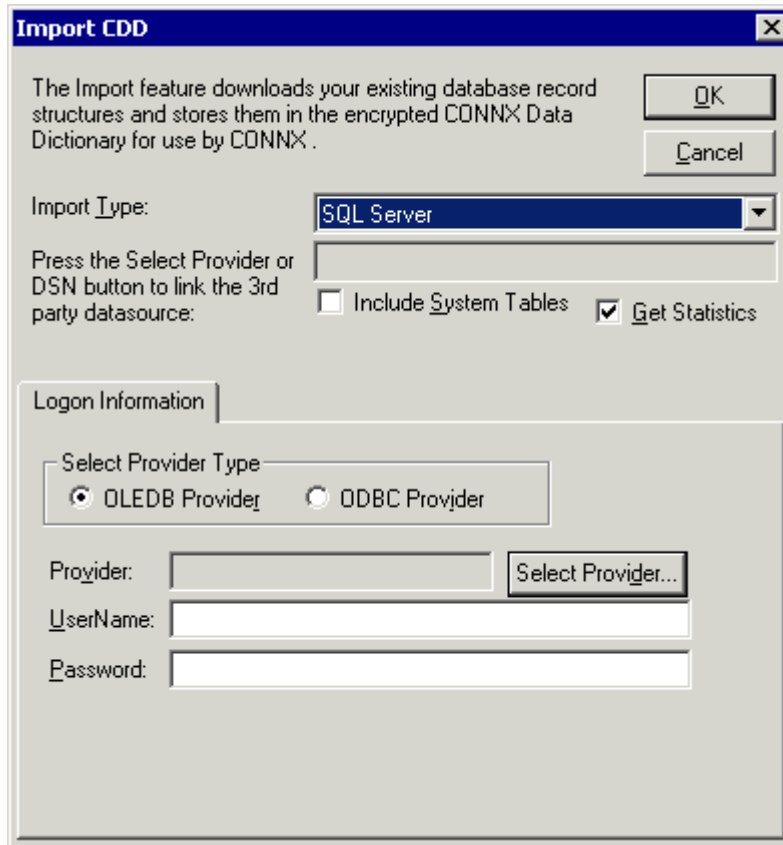 Import CDD
The Import feature downloads your existing database record
structures and stores them in the encrypted CONNX Data
Dictionary for use by CONNX .
OK
Cancel
Import Type:
SQL Server
Press the Select Provider or
DSN button to link the 3rd
party datasource:
Include System Tables
Get Statistics
Logon Information
Select Provider Type
OLEDB Provider
ODBC Provider
Provider:
Select Provider...
UserName:
Password: